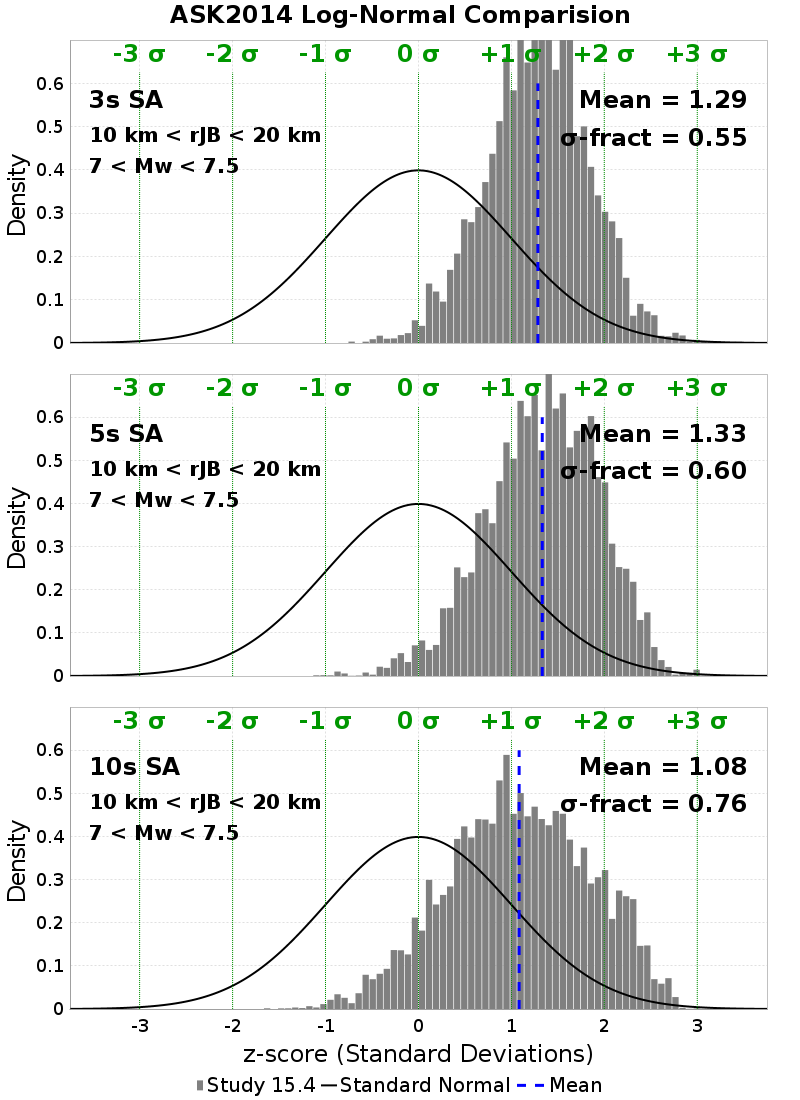 ASK2014 Log-Normal Comparision
-3 σ -2 σ -1 σ 0 σ +1 σ +2 σ +3 σ
3s SA
Mean = 1.29
10 km < rJB < 20 km
σ-fract = 0.55
7 < Mw < 7.5
Density
0.6
0.5
0.4
0.3
0.2
0.1
0
-3 σ -2 σ -1 σ 0 σ +1 σ +2 σ +3 σ
5s SA
Mean = 1.33
10 km < rJB < 20 km
σ-fract = 0.60
7 < Mw < 7.5
Density
0.6
0.5
0.4
0.3
0.2
0.1
0
-3 σ -2 σ -1 σ 0 σ +1 σ +2 σ +3 σ
10s SA
Mean = 1.08
10 km < rJB < 20 km
σ-fract = 0.76
7 < Mw < 7.5
Density
0.6
0.5
0.4
0.3
0.2
0.1
0
-3 -2 -1 0 1 2 3
z-score (Standard Deviations)
Study 15.4 Standard Normal Mean